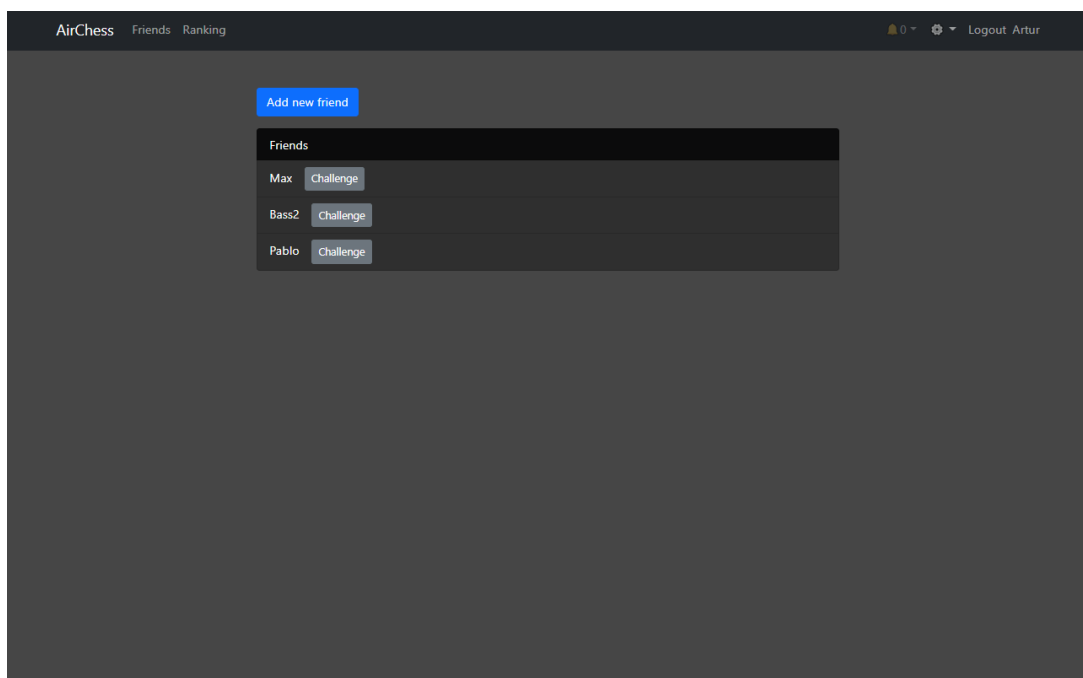 AirChess Friends Ranking 0 Logout Artur
Add new friend
Friends
Max Challenge
Bass2 Challenge
Pablo Challenge